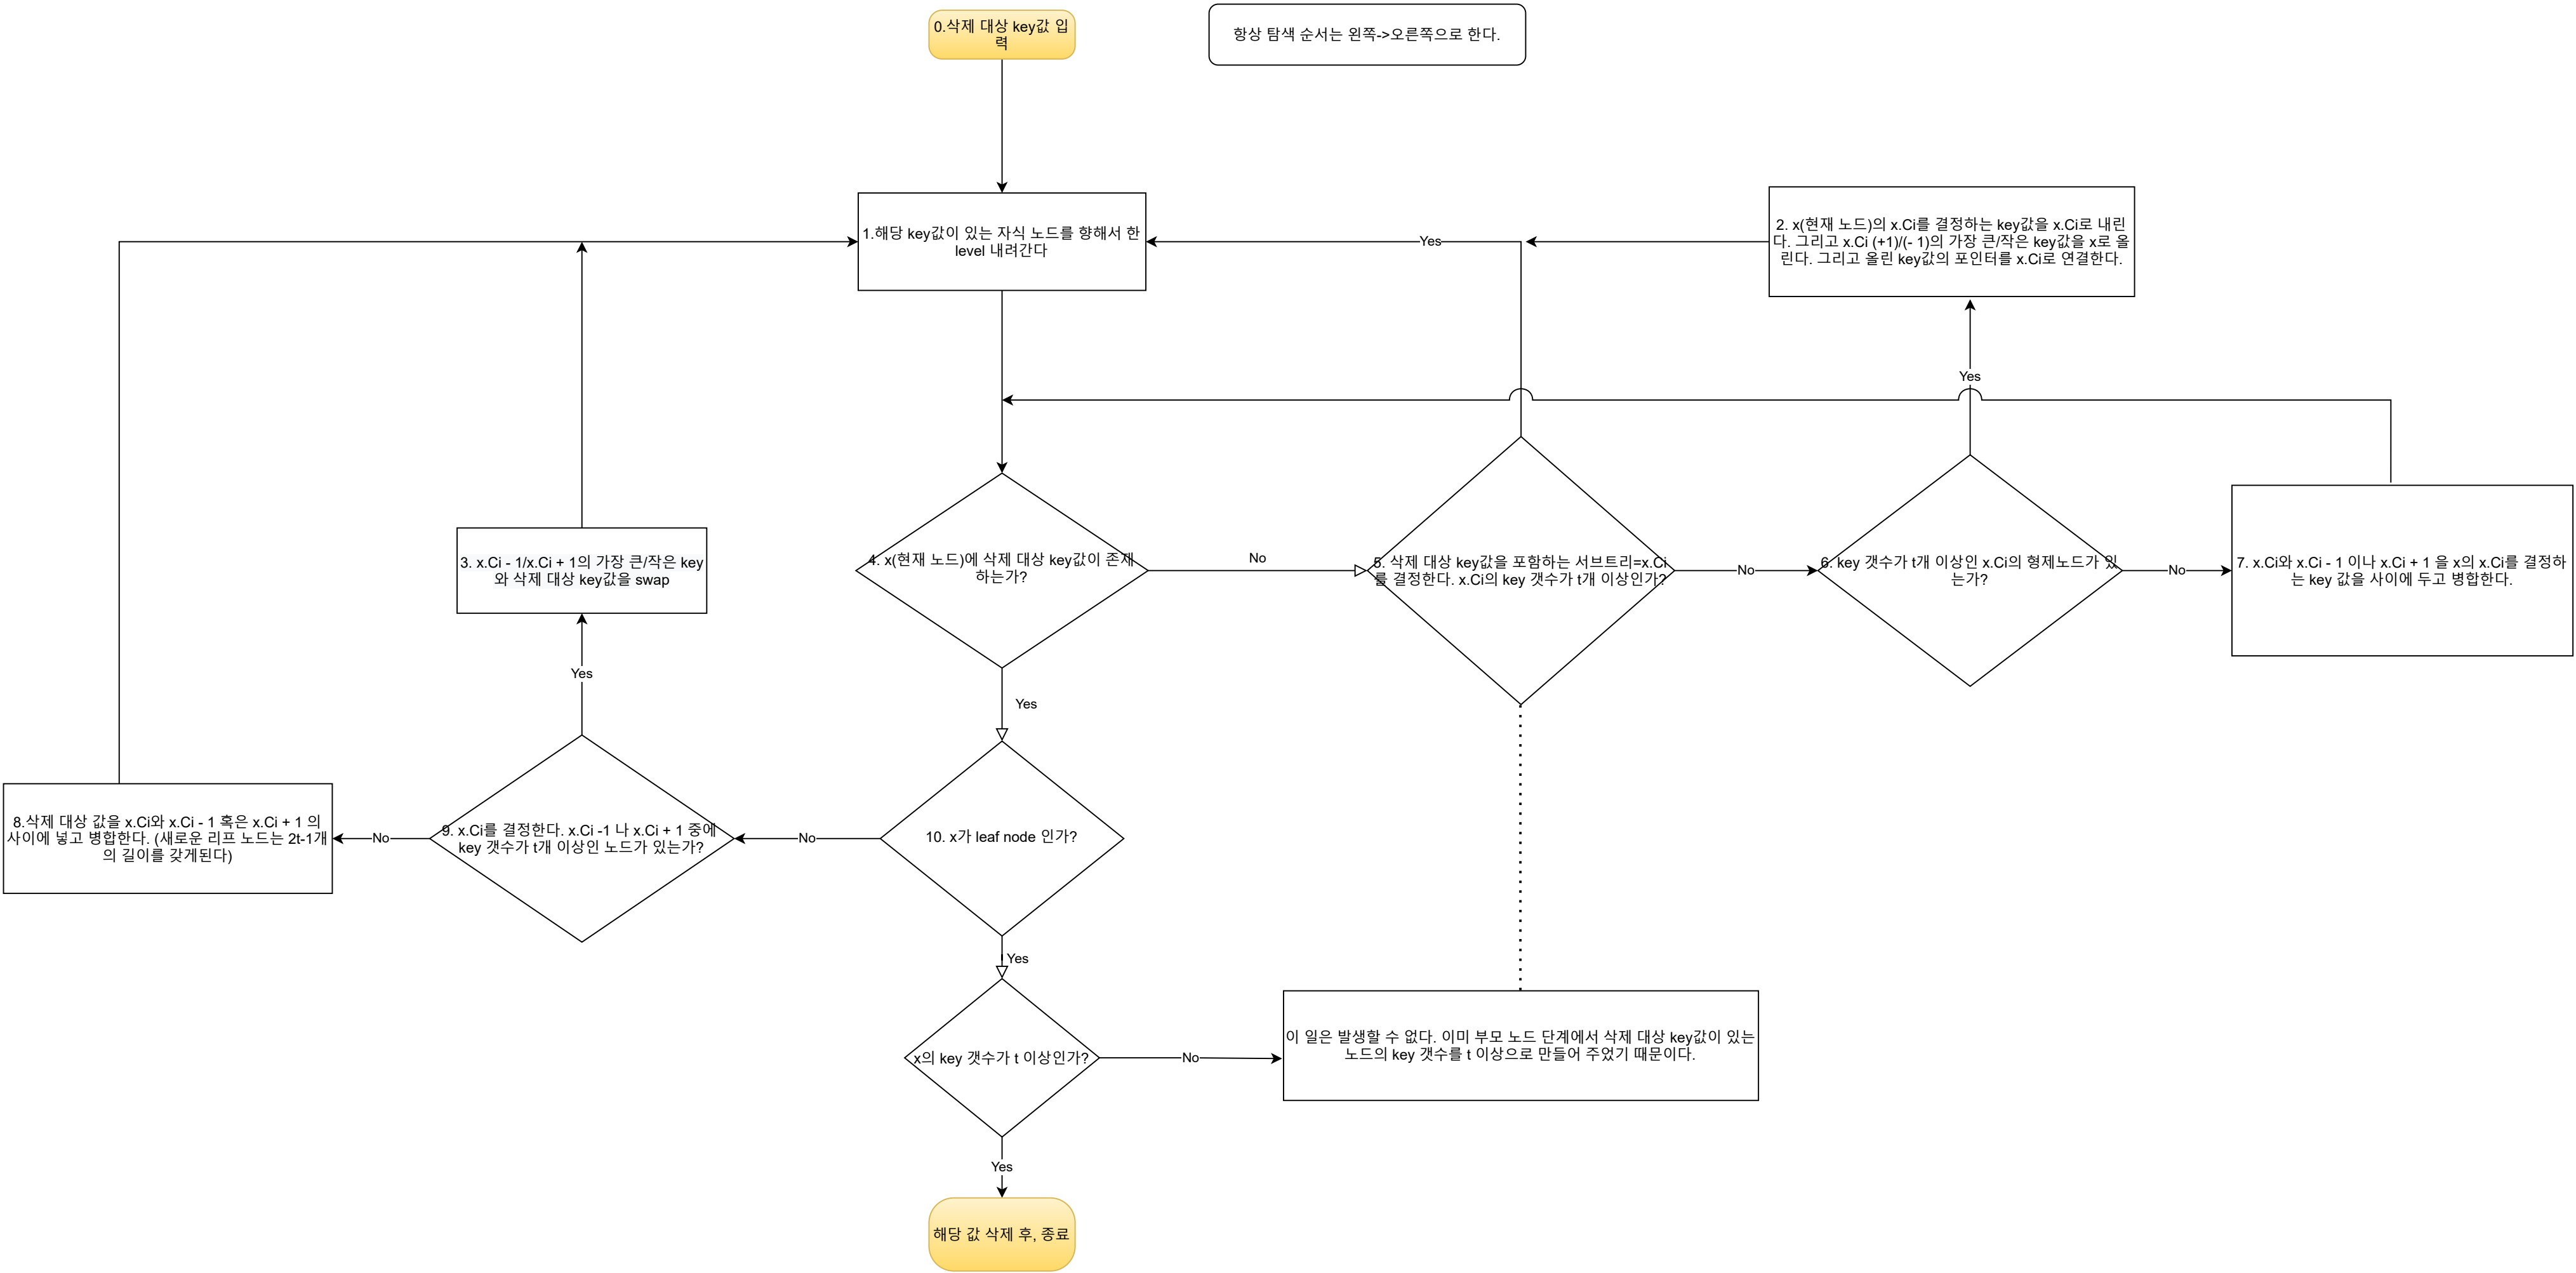 0.삭제 대상 key값 입
력
항상 탐색 순서는 왼쪽->오른쪽으로 한다.
1.해당 key값이 있는 자식 노드를 향해서 한
level 내려간다
Yes
2. x(현재 노드)의 x.Ci를 결정하는 key값을 x.Ci로 내린
다. 그리고 x.Ci (+1)/(- 1)의 가장 큰/작은 key값을 x로 올
린다. 그리고 올린 key값의 포인터를 x.Ci로 연결한다.
Yes
3. x.Ci - 1/x.Ci + 1의 가장 큰/작은 key
와 삭제 대상 key값을 swap
4. x(현재 노드)에 삭제 대상 key값이 존재
하는가?
No
5. 삭제 대상 key값을 포함하는 서브트리=x.Ci
를 결정한다. x.Ci의 key 갯수가 t개 이상인가?
No
6. key 갯수가 t개 이상인 x.Ci의 형제노드가 있
는가?
No
7. x.Ci와 x.Ci - 1 이나 x.Ci + 1 을 x의 x.Ci를 결정하
는 key 값을 사이에 두고 병합한다.
Yes
Yes
8.삭제 대상 값을 x.Ci와 x.Ci - 1 혹은 x.Ci + 1 의
사이에 넣고 병합한다. (새로운 리프 노드는 2t-1개
의 길이를 갖게된다)
No
9. x.Ci를 결정한다. x.Ci -1 나 x.Ci + 1 중에
key 갯수가 t개 이상인 노드가 있는가?
No
10. x가 leaf node 인가?
Yes
x의 key 갯수가 t 이상인가?
No
이 일은 발생할 수 없다. 이미 부모 노드 단계에서 삭제 대상 key값이 있는
노드의 key 갯수를 t 이상으로 만들어 주었기 때문이다.
Yes
해당 값 삭제 후, 종료